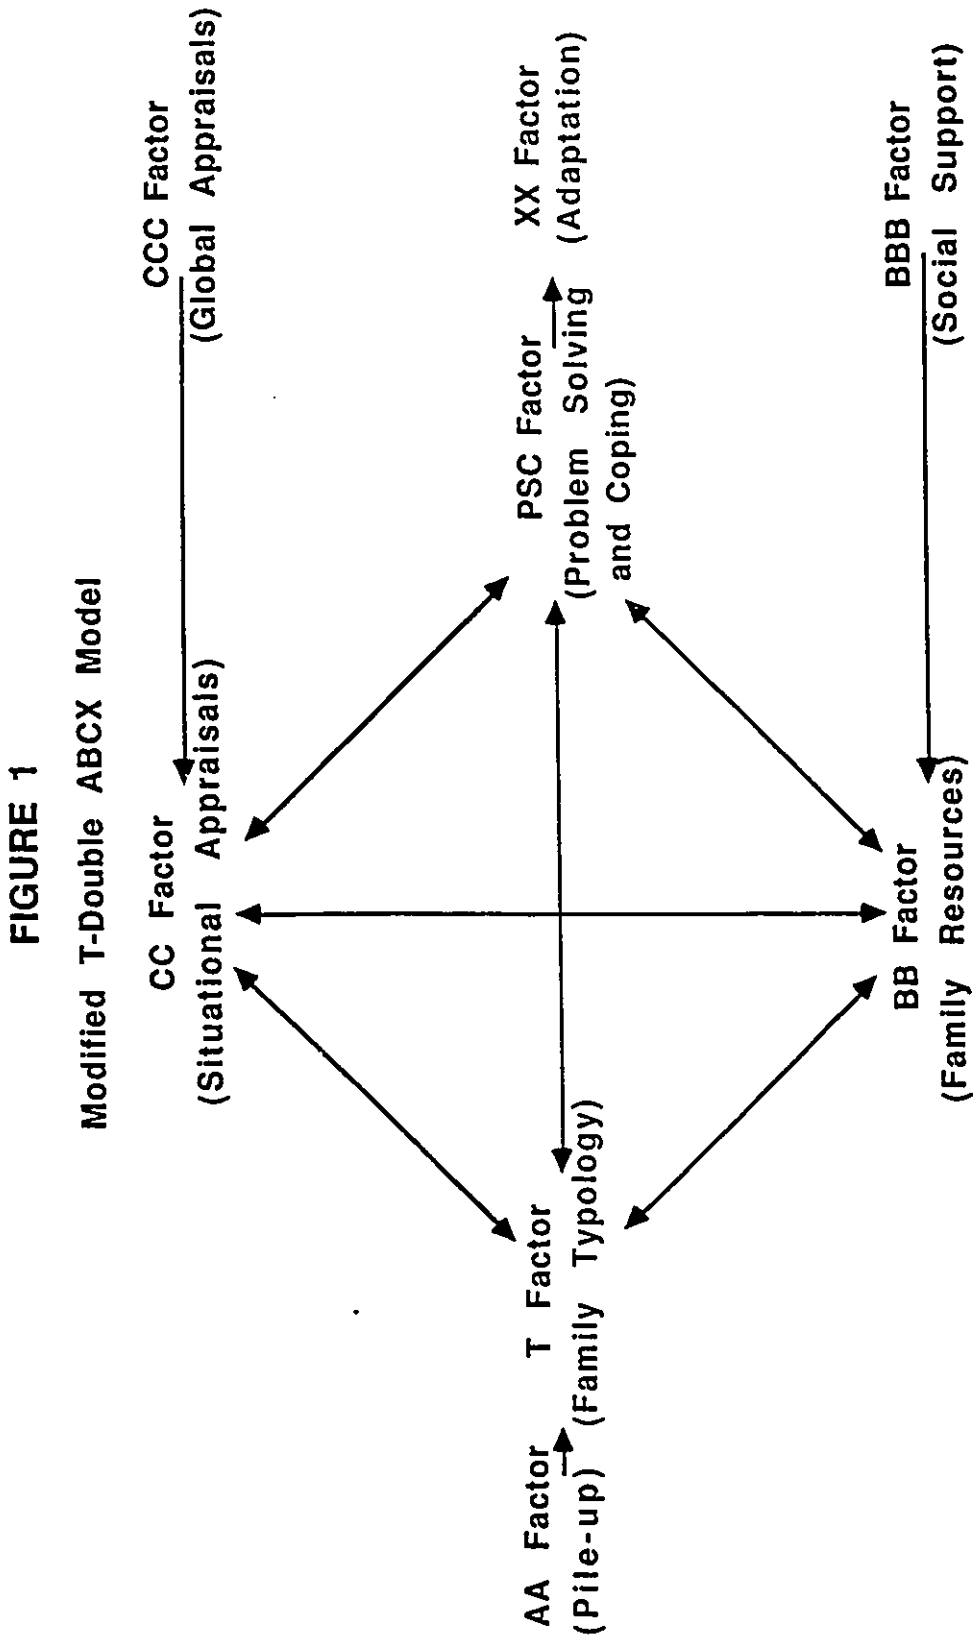 FIGURE 1
Modified T-Double ABCX Model
CC Factor
(Situational Appraisals)
CCC Factor
(Global Appraisals)
AA Factor
(Pile-up)
T Factor
(Family Typology)
PSC Factor
(Problem Solving
and Coping)
XX Factor
(Adaptation)
BB Factor
(Family Resources)
BBB Factor
(Social Support)